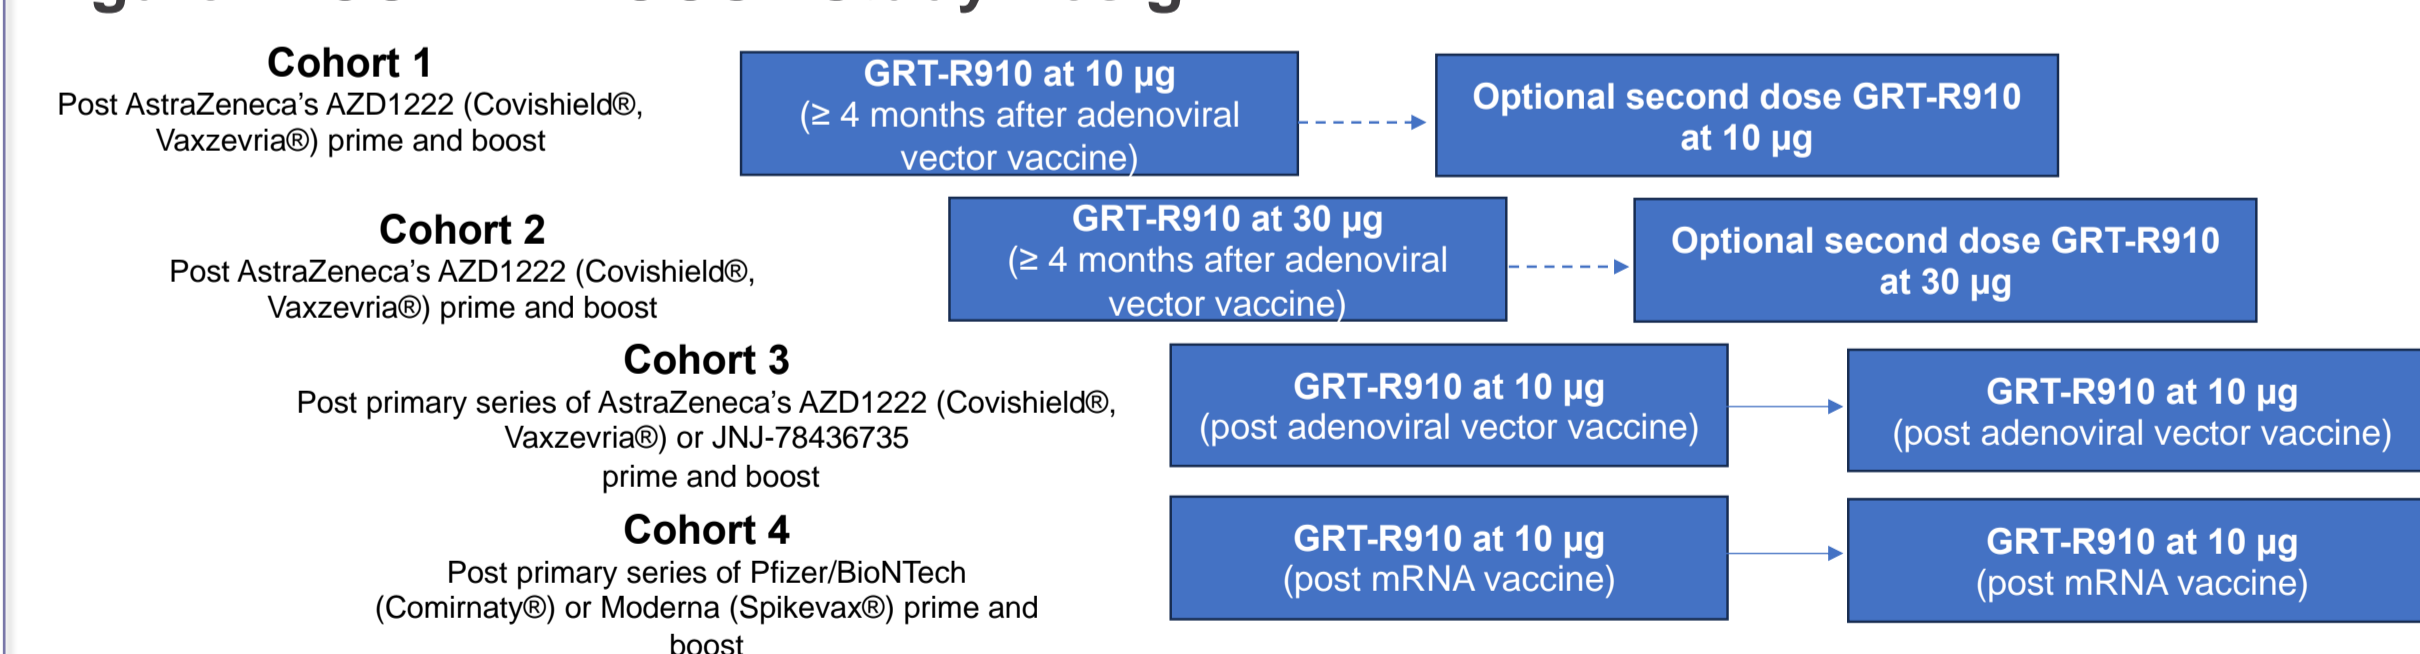 Cohort 1
Post AstraZeneca’s AZD1222 (Covishield®,
Vaxzevria®) prime and boost
GRT-R910 at 10 µg
(≥ 4 months after adenoviral
vector vaccine)
Optional second dose GRT-R910
at 10 µg
Cohort 2
Post AstraZeneca’s AZD1222 (Covishield®,
Vaxzevria®) prime and boost
GRT-R910 at 30 µg
(≥ 4 months after adenoviral
vector vaccine)
Optional second dose GRT-R910
at 30 µg
Cohort 3
Post primary series of AstraZeneca’s AZD1222 (Covishield®,
Vaxzevria®) or JNJ-78436735
prime and boost
GRT-R910 at 10 µg
(post adenoviral vector vaccine)
GRT-R910 at 10 µg
(post adenoviral vector vaccine)
Cohort 4
Post primary series of Pfizer/BioNTech
(Comirnaty®) or Moderna (Spikevax®) prime and
boost
GRT-R910 at 10 µg
(post mRNA vaccine)
GRT-R910 at 10 µg
(post mRNA vaccine)